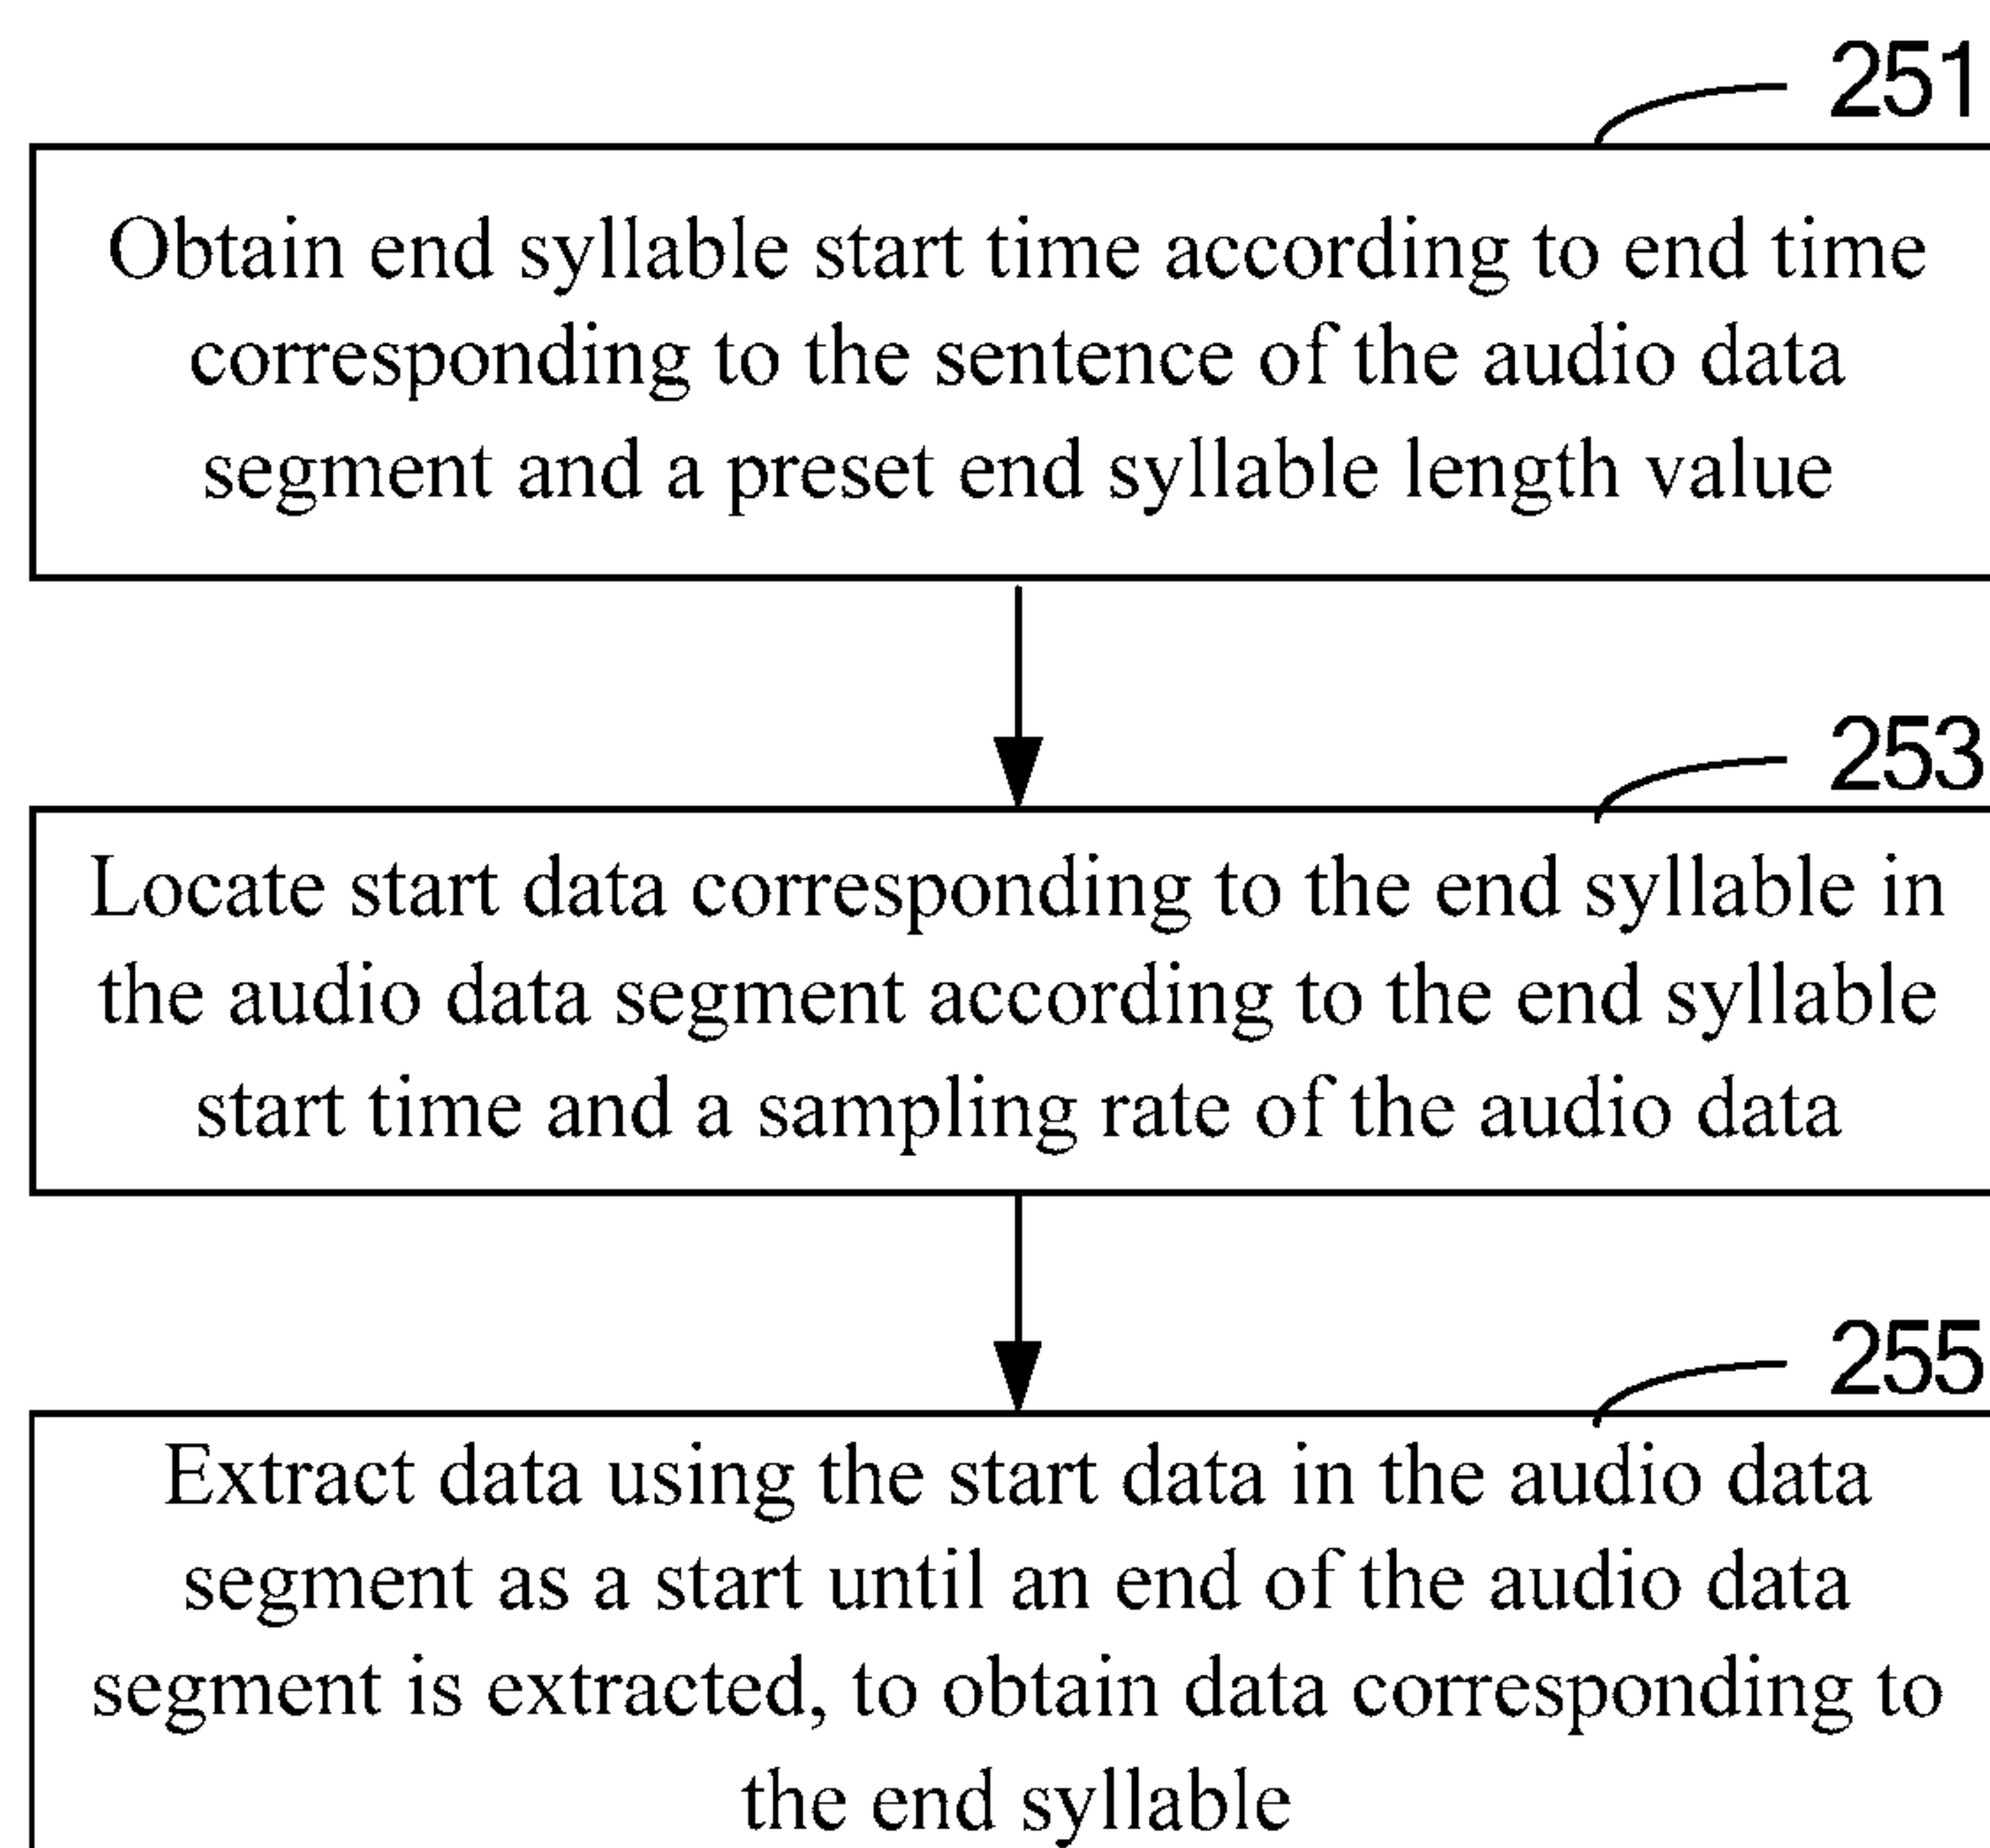 251
Obtain end syllable start time according to end time
corresponding to the sentence of the audio data
segment and a preset end syllable length value
253
Locate start data corresponding to the end syllable in
the audio data segment according to the end syllable
start time and a sampling rate of the audio data
255
Extract data using the start data in the audio data
segment as a start until an end of the audio data
segment is extracted, to obtain data corresponding to
the end syllable